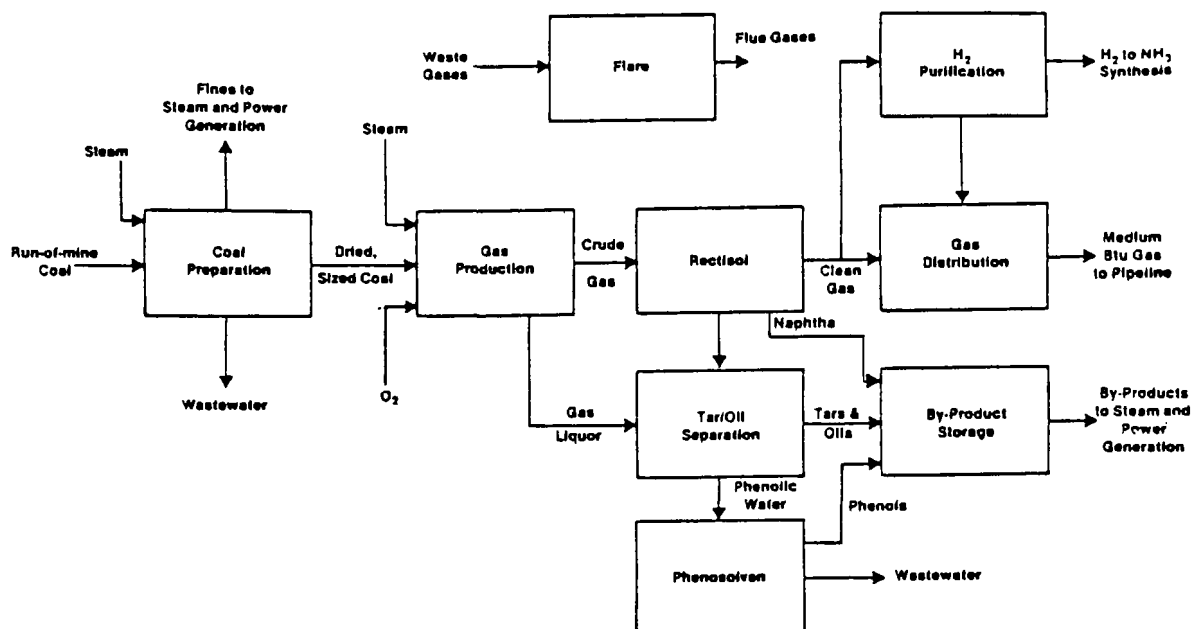 Waste
Gases
Flare
Flue Gases
H2
Purification
H2 to NH3
Synthesis
Fines to
Steam and Power
Generation
Steam
Steam
Run-of-mine
Coal
Coal
Preparation
Dried,
Sized Coal
Gas
Production
Crude
Gas
Rectisol
Clean
Gas
Gas
Distribution
Medium
Btu Gas
to Pipeline
Naphtha
Wastewater
O2
Gas
Liquor
Tar/Oil
Separation
Tars &
Oils
By-Product
Storage
By-Products
to Steam and
Power
Generation
Phenolic
Water
Phenols
Phenosolvan
Wastewater